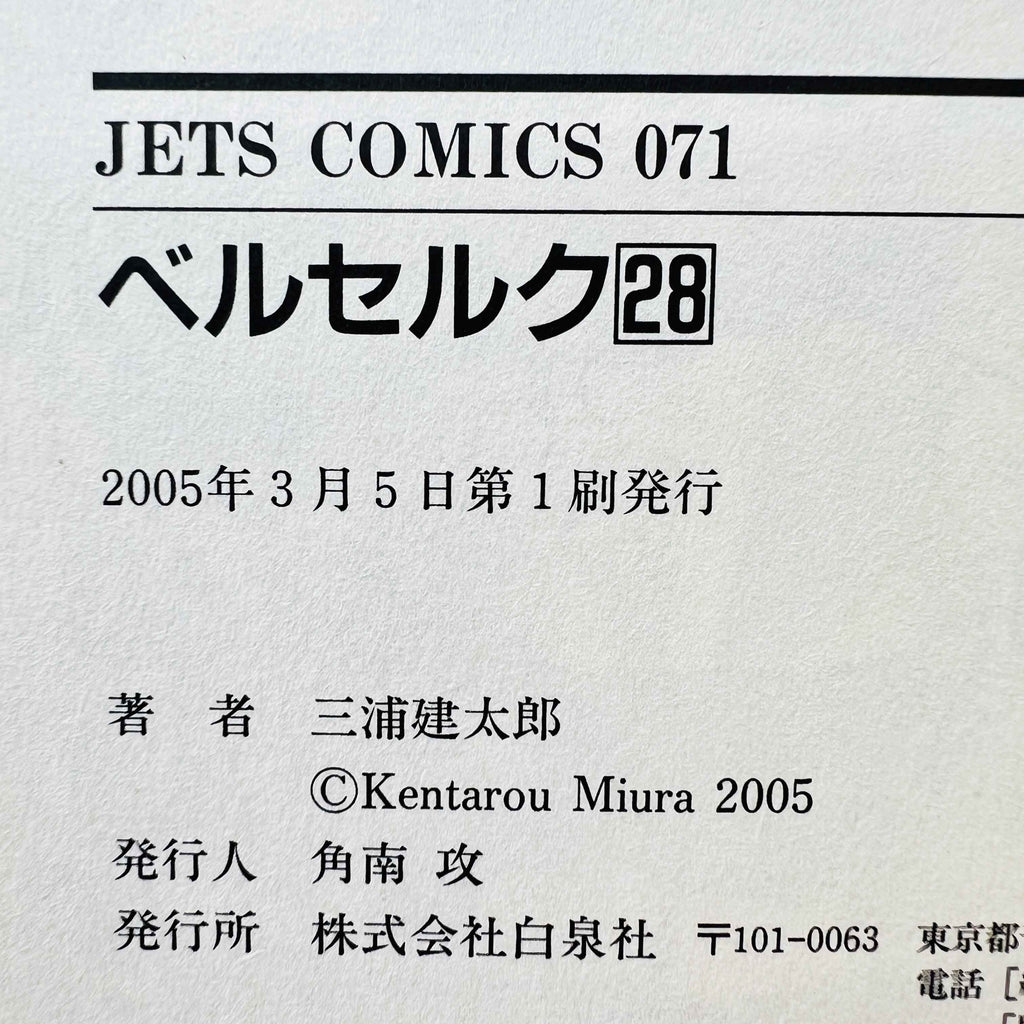 JETS COMICS 071
ベルセルク28
2005年3月5日第1刷発行
著 者 三浦建太郎
©Kentarou Miura 2005
発行人 角南 攻
発行所 株式会社白泉社 〒101-0063 東京都
電話